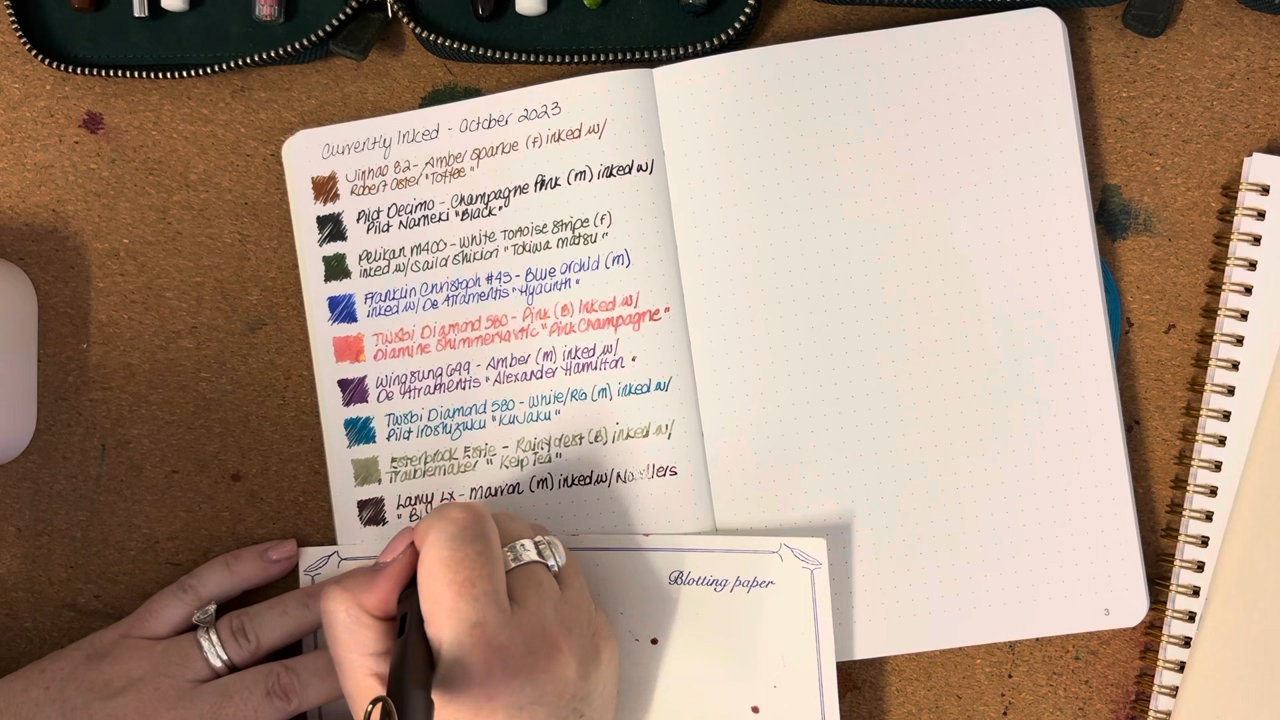 Currently Inked - October 2023
Jinhao 82 - Amber Sparkle (f) inked w/
Robert Oster "Toffee"
Pilot Decimo - Champagne Pink (m) inked w/
Pilot Namiki "Black"
Pelikan M400 - White Tortoise Stripe (f)
inked w/ Sailor Shikiori "Tokiwa Matsu"
Franklin Christoph #45 - Blue Orchid (m)
inked w/ De Atramentis "Hyacinth"
Twsbi Diamond 580 - Pink (B) Inked w/
Diamine Shimmertastic "Pink Champagne"
Wingsung 699 - Amber (m) inked w/
De Atramentis "Alexander Hamilton"
Twsbi Diamond 580 - White/RG (m) inked w/
Pilot Iroshizuku "KuJaku"
Esterbrook Estie - (B) inked w/
Troublemaker "Kelp Tea"
Lamy Lx - Marron (m) inked w/ Noodlers
Blotting paper
3